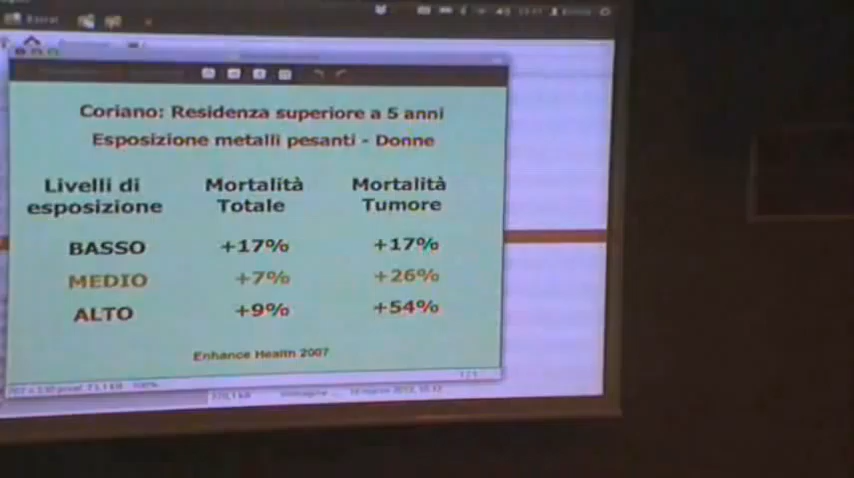 Coriano: Residenza superiore a 5 anni
Esposizione metalli pesanti - Donne
Livelli di esposizione
Mortalità Totale
Mortalità Tumore
BASSO +17% +17%
MEDIO +7% +26%
ALTO +9% +54%
Enhance Health 2007